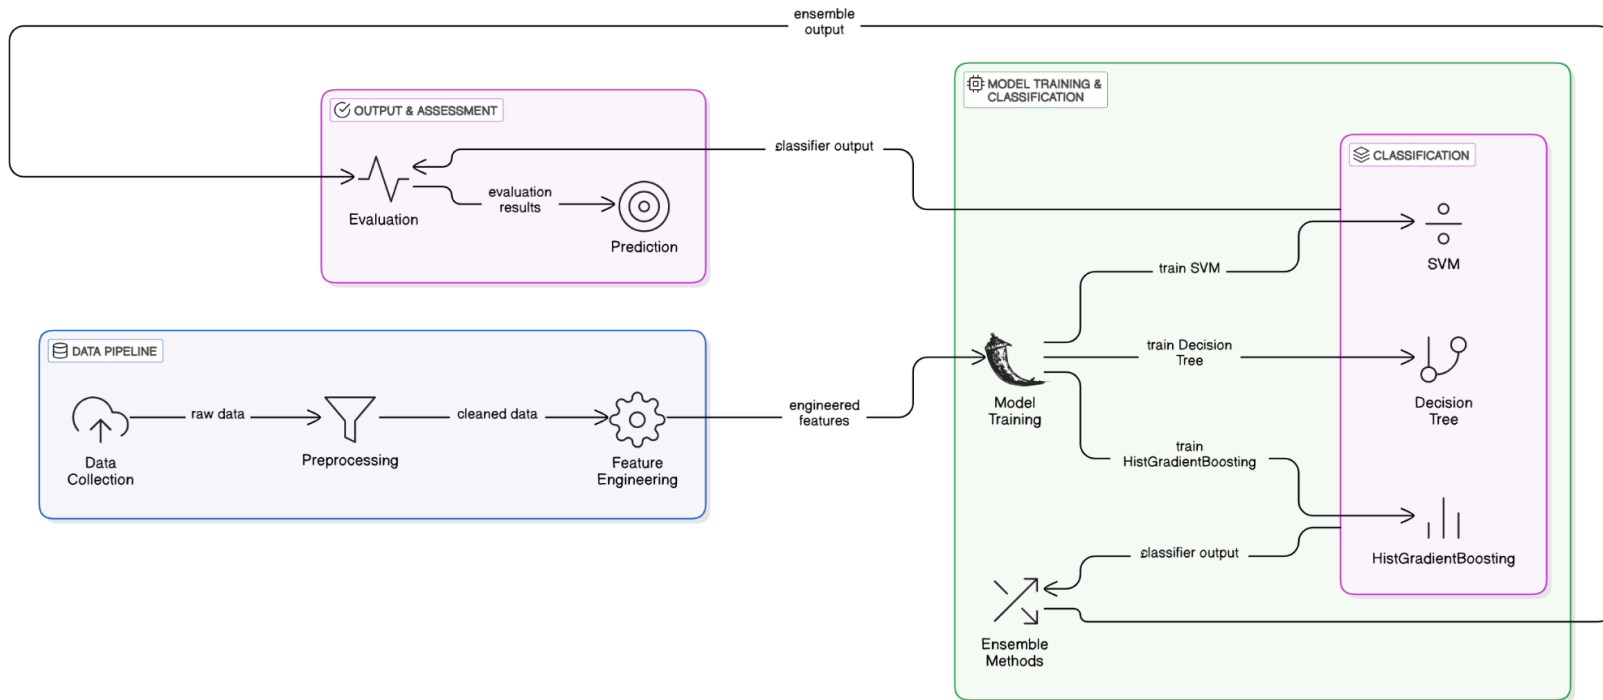 ensemble
output
OUTPUT & ASSESSMENT
Evaluation
evaluation
results
Prediction
classifier output
MODEL TRAINING &
CLASSIFICATION
CLASSIFICATION
SVM
train SVM
DATA PIPELINE
Data
Collection
raw data
Preprocessing
cleaned data
Feature
Engineering
engineered
features
Model
Training
train Decision
Tree
Decision
Tree
train
HistGradientBoosting
HistGradientBoosting
classifier output
Ensemble
Methods